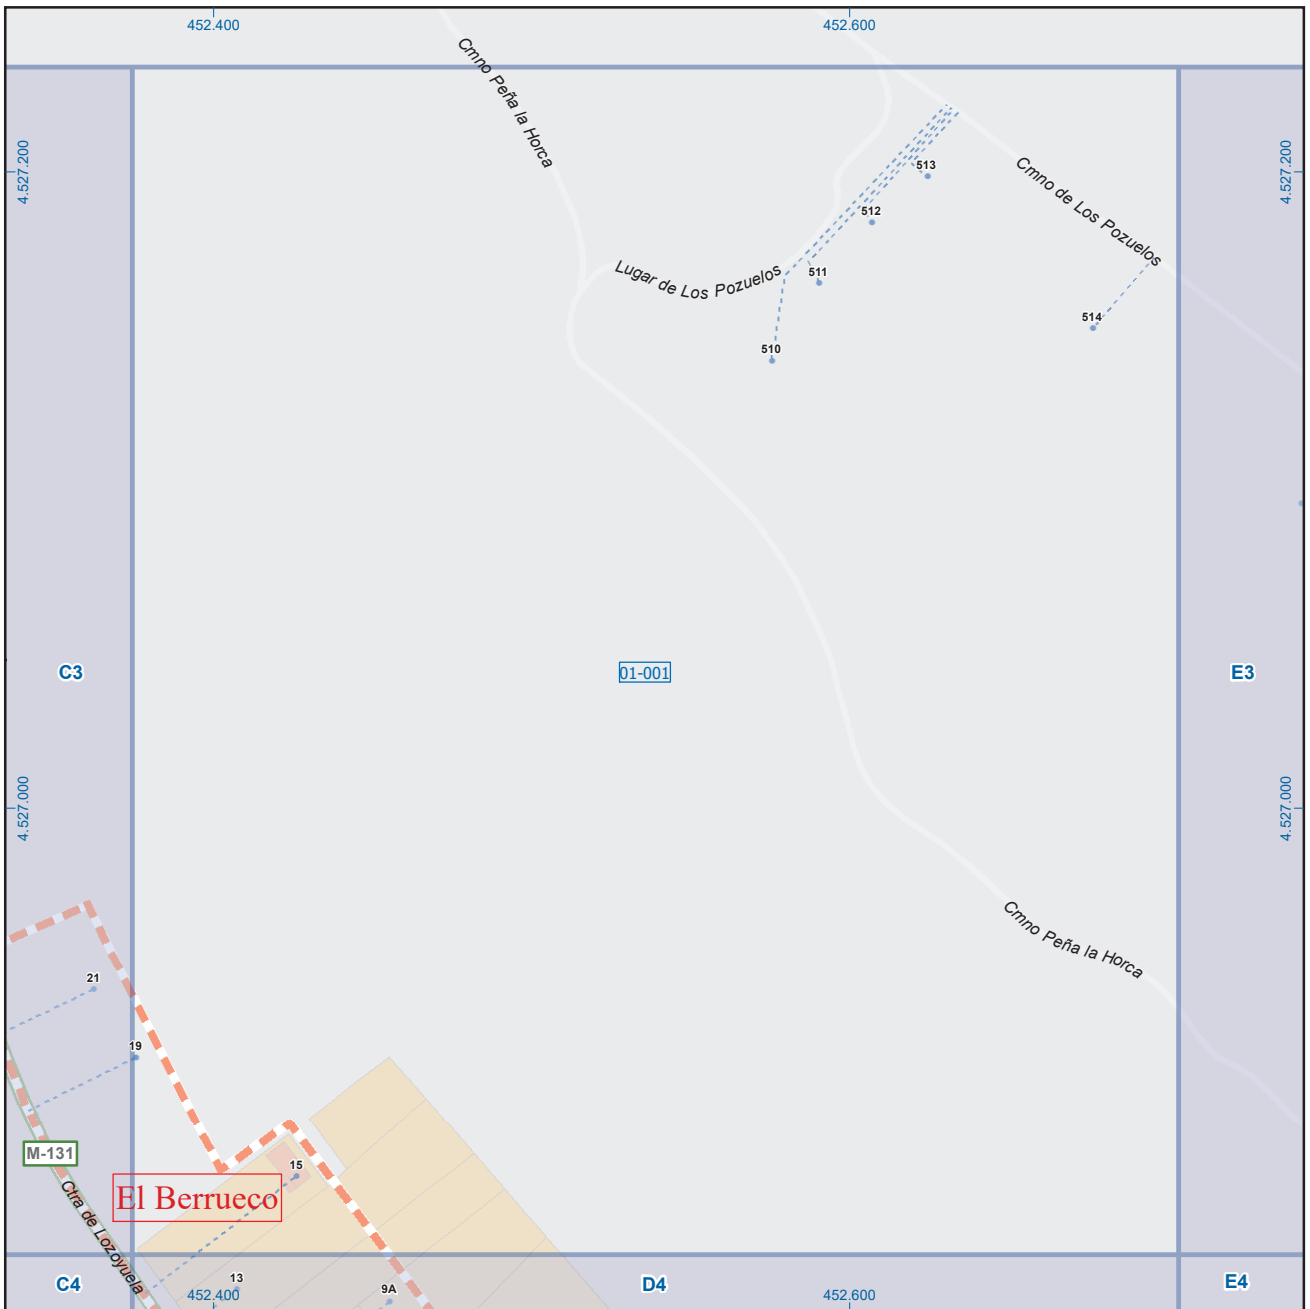 452.400
452.600
Cmno Peña la Horca
4.527.200
4.527.200
513
Cmno de Los Pozuelos
512
Lugar de Los Pozuelos
511
514
510
C3
01-001
E3
4.527.000
4.527.000
Cmno Peña la Horca
21
19
M-131
15
El Berrueco
Ctra de Lozoyuela
C4
13
452.400
9A
D4
452.600
E4